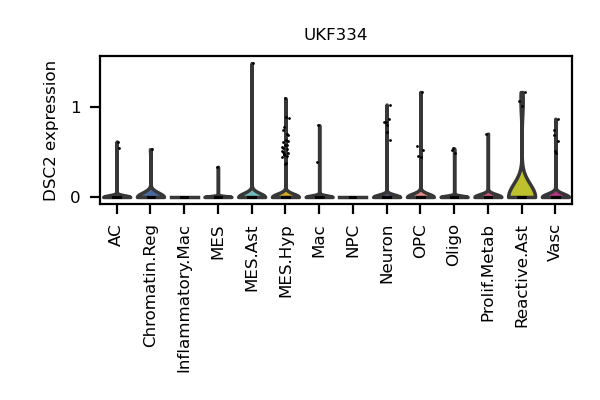 UKF334
DSC2 expression
1
0
AC
Chromatin.Reg
Inflammatory.Mac
MES
MES.Ast
MES.Hyp
Mac
NPC
Neuron
OPC
Oligo
Prolif.Metab
Reactive.Ast
Vasc